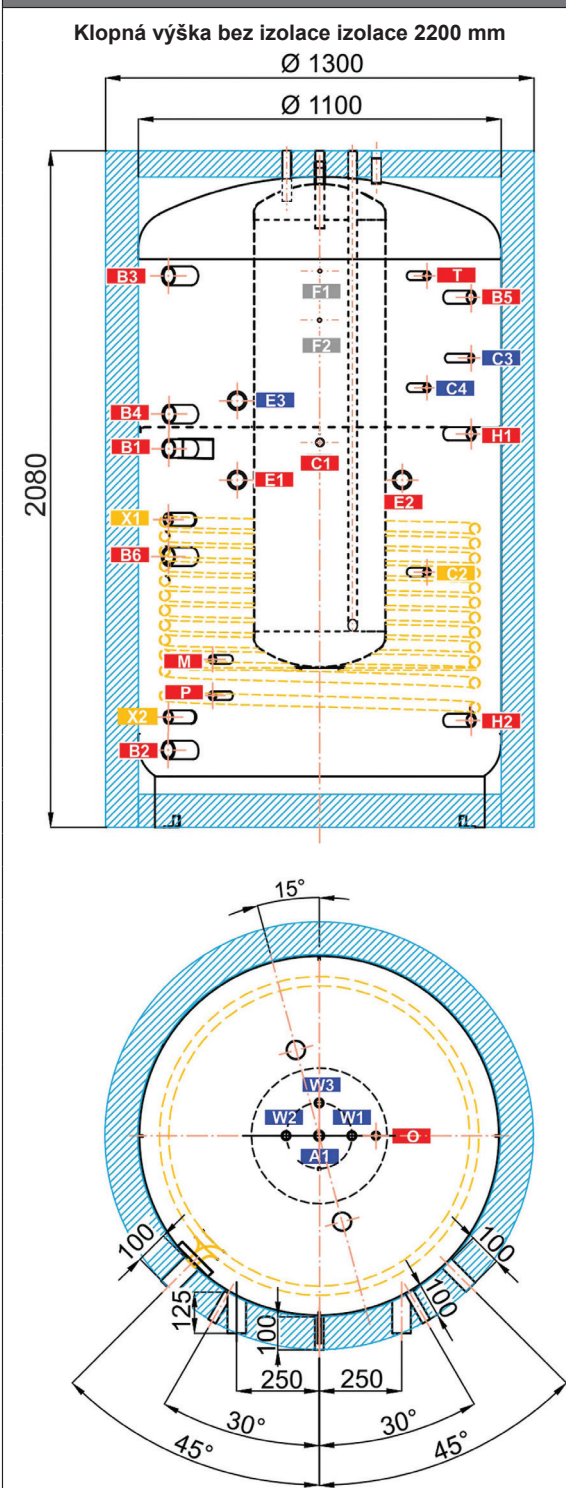 Klopná výška bez izolace izolace 2200 mm
Ø 1300
Ø 1100
2080
B3
T
F1
B5
F2
C3
C4
E3
B4
B1
C1
H1
E1
E2
X1
B6
C2
M
P
X2
H2
B2
15°
W3
W2
W1
A1
O
100
100
125
100
100
250
250
30°
30°
45°
45°